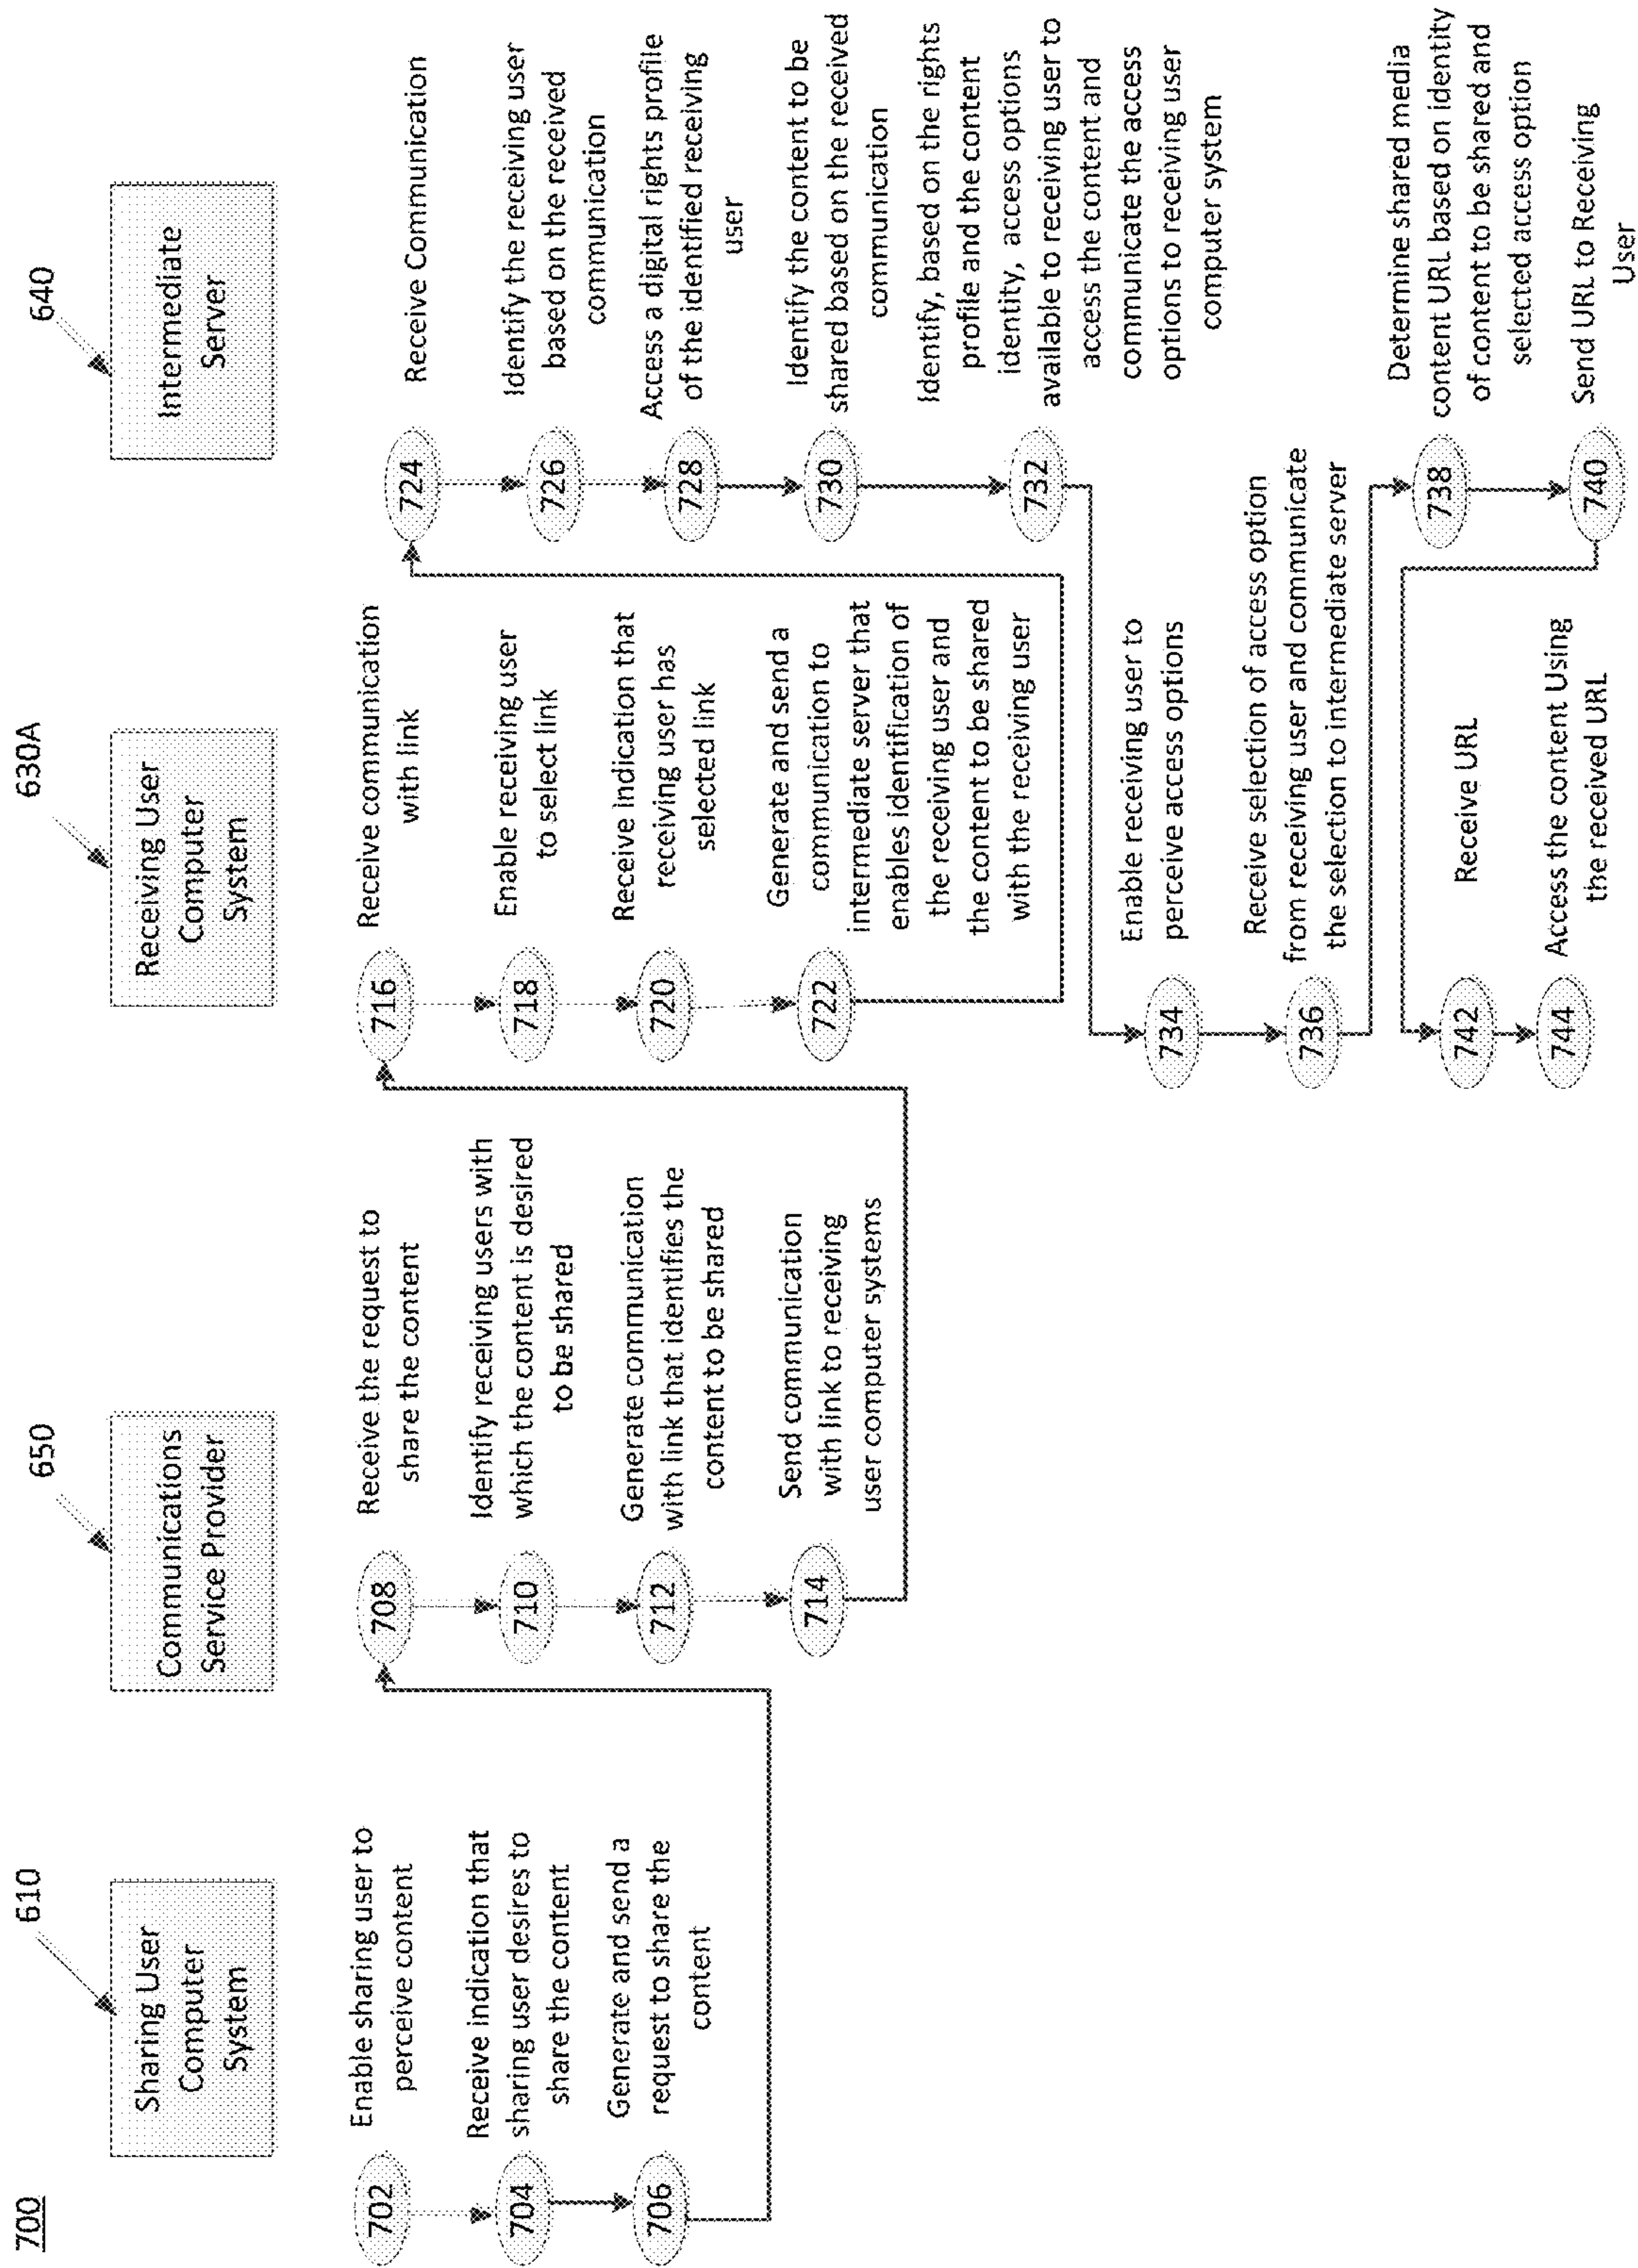 700
610
Sharing User
Computer
System
702
Enable sharing user to
perceive content
704
Receive indication that
sharing user desires to
share the content
706
Generate and send a
request to share the
content
650
Communications
Service Provider
708
Receive the request to
share the content
710
Identify receiving users with
which the content is desired
to be shared
712
Generate communication
with link that identifies the
content to be shared
714
Send communication
with link to receiving
user computer systems
630A
Receiving User
Computer
System
716
Receive communication
with link
718
Enable receiving user
to select link
720
Receive indication that
receiving user has
selected link
722
Generate and send a
communication to
intermediate server that
enables identification of
the receiving user and
the content to be shared
with the receiving user
640
Intermediate
Server
724
Receive Communication
726
Identify the receiving user
based on the received
communication
728
Access a digital rights profile
of the identified receiving
user
730
Identify the content to be
shared based on the received
communication
732
Identify, based on the rights
profile and the content
identity, access options
available to receiving user to
access the content and
communicate the access
options to receiving user
computer system
734
Enable receiving user to
perceive access options
736
Receive selection of access option
from receiving user and communicate
the selection to intermediate server
738
Determine shared media
content URL based on identity
of content to be shared and
selected access option
740
Send URL to Receiving
User
742
Receive URL
744
Access the content Using
the received URL